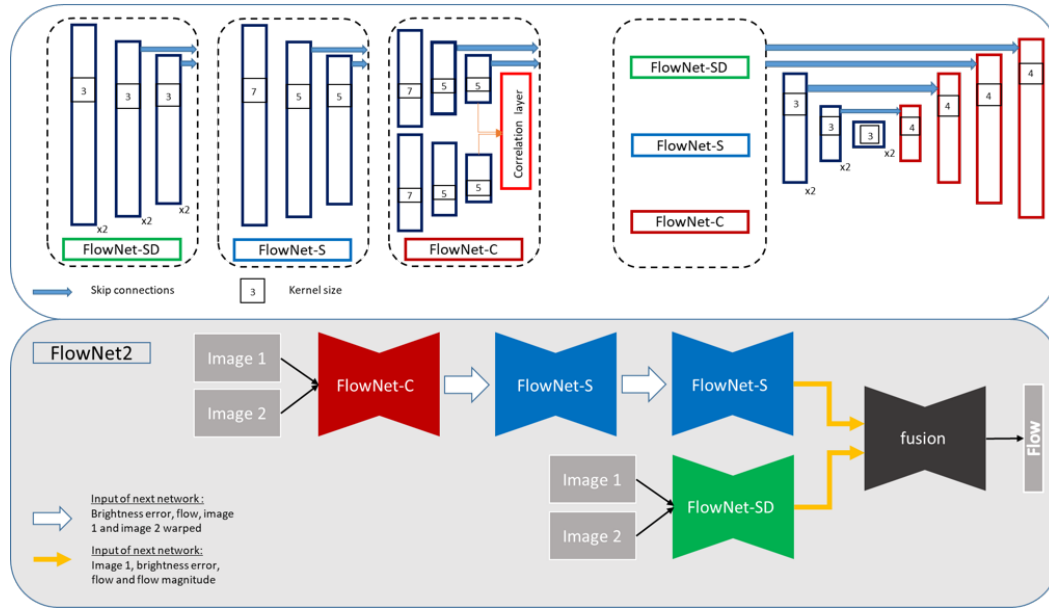 3
3
3
x2
x2
x2
FlowNet-SD
7
5
5
FlowNet-S
7
5
5
7
5
5
Correlation layer
FlowNet-C
FlowNet-SD
FlowNet-S
FlowNet-C
3
x2
3
x2
3
x2
4
4
4
4
Skip connections
3
Kernel size
FlowNet2
Image 1
Image 2
FlowNet-C
FlowNet-S
FlowNet-S
Image 1
Image 2
FlowNet-SD
fusion
Flow
Input of next network :
Brightness error, flow, image
1 and image 2 warped
Input of next network:
Image 1, brightness error,
flow and flow magnitude